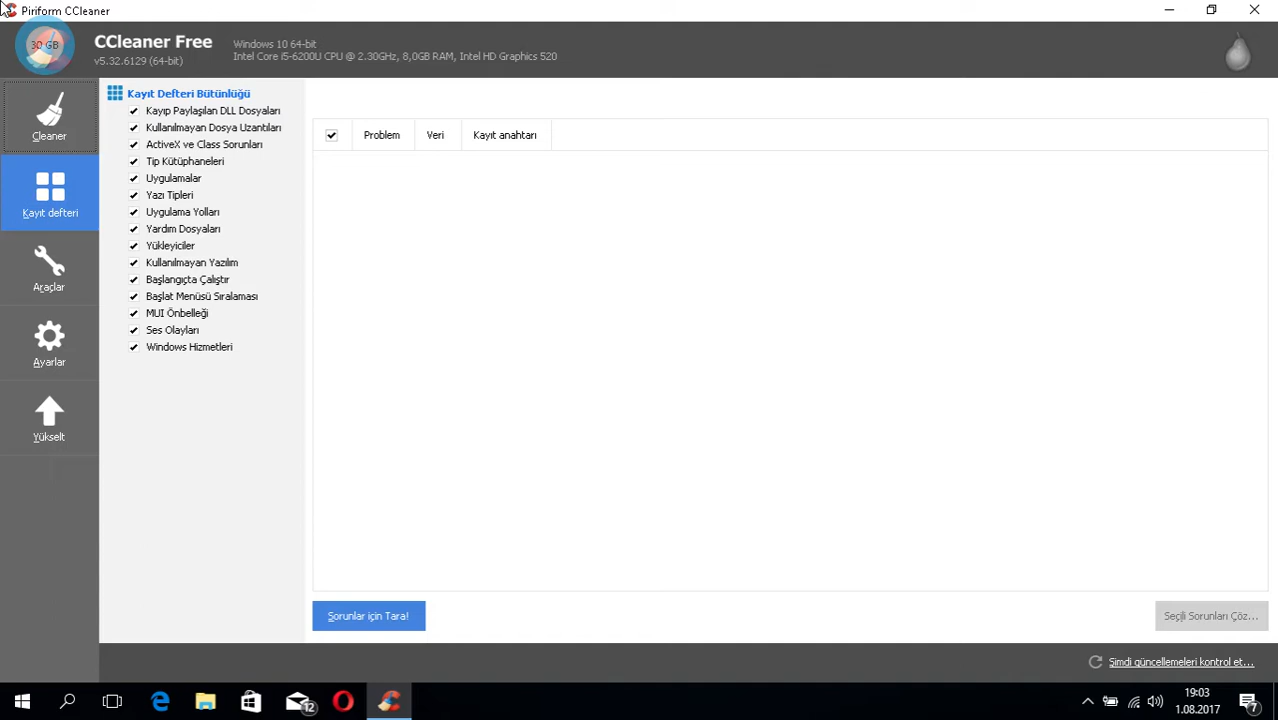 Piriform CCleaner
30 GB
CCleaner Free
v5.32.6129 (64-bit)
Windows 10 64-bit
Intel Core i5-6200U CPU @ 2.30GHz, 8,0GB RAM, Intel HD Graphics 520
Cleaner
Kayıt defteri
Araçlar
Ayarlar
Yükselt
Kayıt Defteri Bütünlüğü
Kayıp Paylaşılan DLL Dosyaları
Kullanılmayan Dosya Uzantıları
ActiveX ve Class Sorunları
Tip Kütüphaneleri
Uygulamalar
Yazı Tipleri
Uygulama Yolları
Yardım Dosyaları
Yükleyiciler
Kullanılmayan Yazılım
Başlangıçta Çalıştır
Başlat Menüsü Sıralaması
MUI Önbelleği
Ses Olayları
Windows Hizmetleri
Problem Veri Kayıt anahtarı
Sorunlar için Tara!
Seçili Sorunları Çöz...
Şimdi güncellemeleri kontrol et...
12
19:03
1.08.2017
7